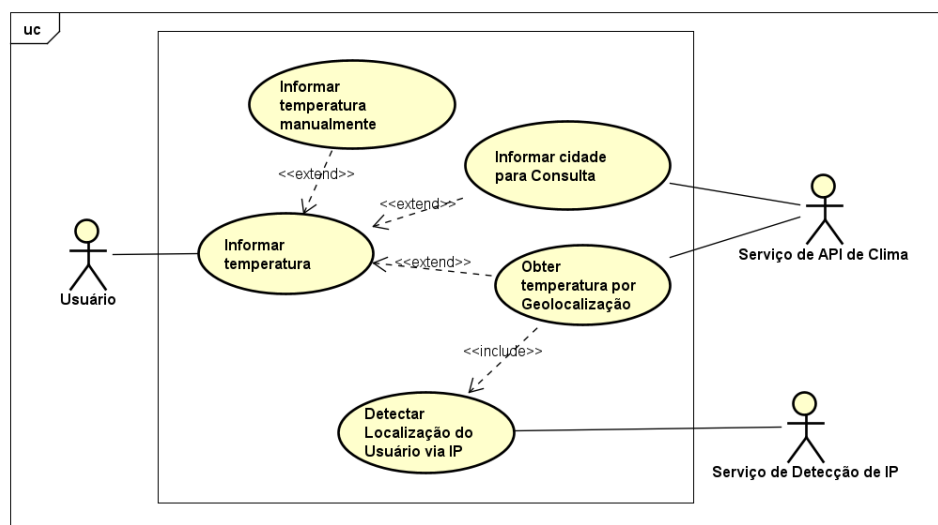 uc
Informar
temperatura
manualmente
<<extend>>
Informar cidade
para Consulta
<<extend>>
Informar
temperatura
<<extend>>
Obter
temperatura por
Geolocalização
Usuário
Serviço de API de Clima
<<include>>
Detectar
Localização do
Usuário via IP
Serviço de Detecção de IP